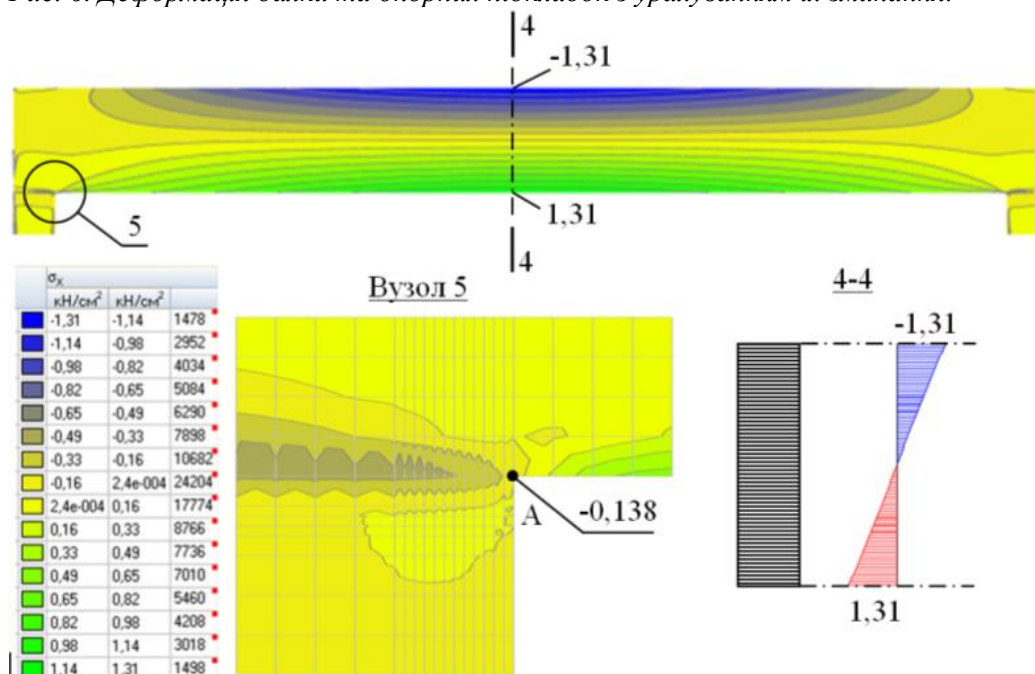 Деформація балки та опорних з урахуванням
4
-1,31
5
1,31
4
σx
кН/см² кН/см²
-1,31 -1,14 1478
-1,14 -0,98 2952
-0,98 -0,82 4034
-0,82 -0,65 5084
-0,65 -0,49 6290
-0,49 -0,33 7898
-0,33 -0,16 10682
-0,16 2,4e-004 24204
2,4e-004 0,16 17774
0,16 0,33 8766
0,33 0,49 7736
0,49 0,65 7010
0,65 0,82 5460
0,82 0,98 4208
0,98 1,14 3018
1,14 1,31 1498
Вузол 5
A
-0,138
4-4
-1,31
1,31